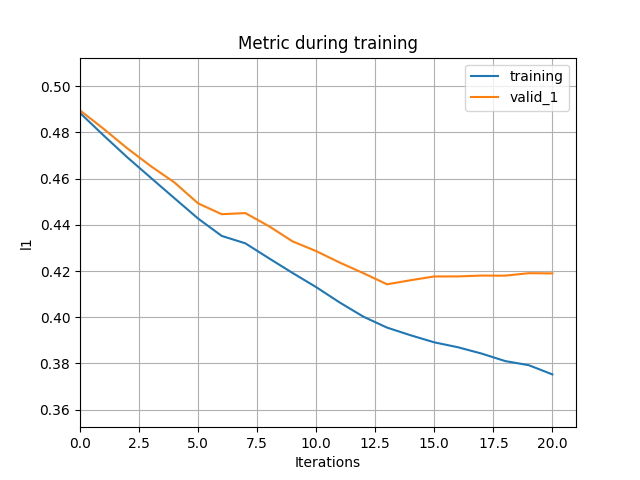 Metric during training
training
valid_1
0.50
0.48
0.46
0.44
0.42
0.40
0.38
0.36
l1
0.0 2.5 5.0 7.5 10.0 12.5 15.0 17.5 20.0
Iterations